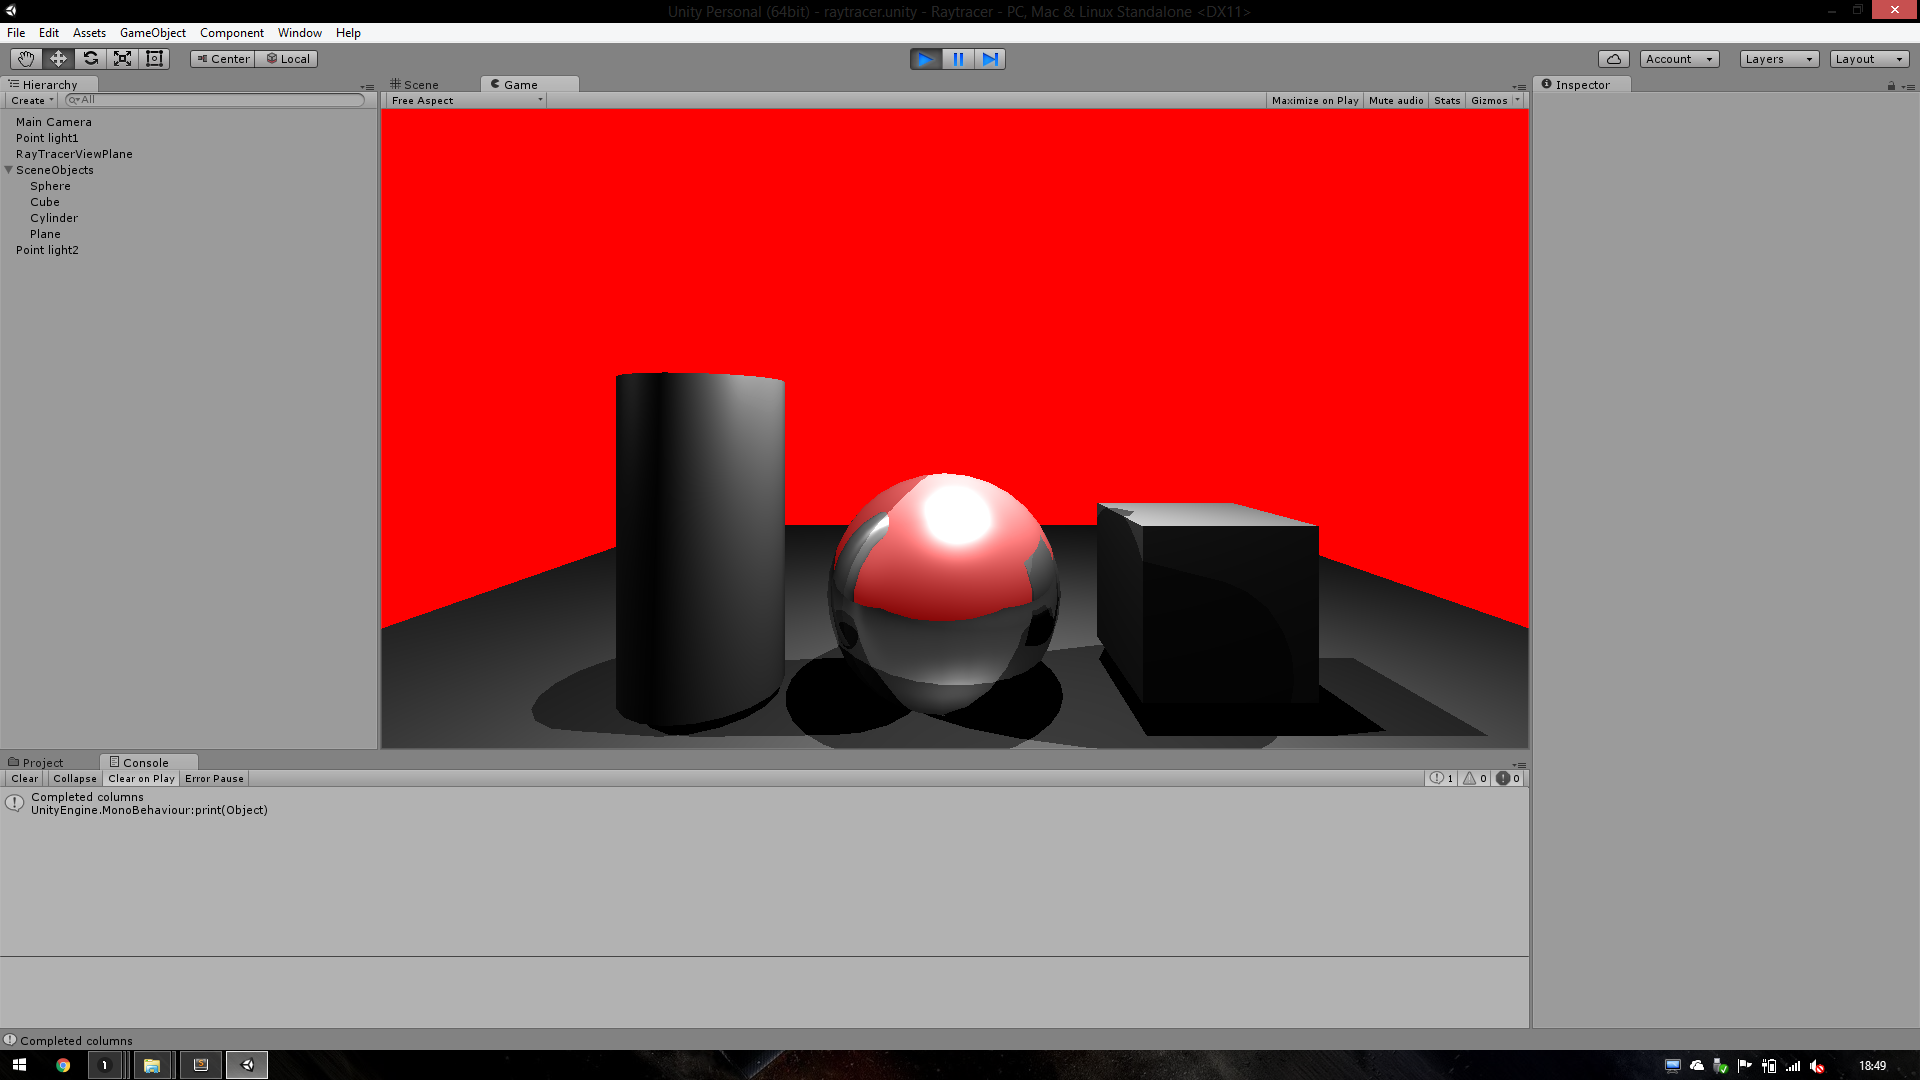 Unity Personal (64bit) - raytracer.unity - Raytracer - PC, Mac & Linux Standalone <DX11>
File Edit Assets GameObject Component Window Help
Center Local Account Layers Layout
Hierarchy Scene Game Inspector
Create All Free Aspect Maximize on Play Mute audio Stats Gizmos
Main Camera
Point light1
RayTracerViewPlane
SceneObjects
Sphere
Cube
Cylinder
Plane
Point light2
Project Console
Clear Collapse Clear on Play Error Pause 1 0 0
Completed columns
UnityEngine.MonoBehaviour:print(Object)
Completed columns
18:49